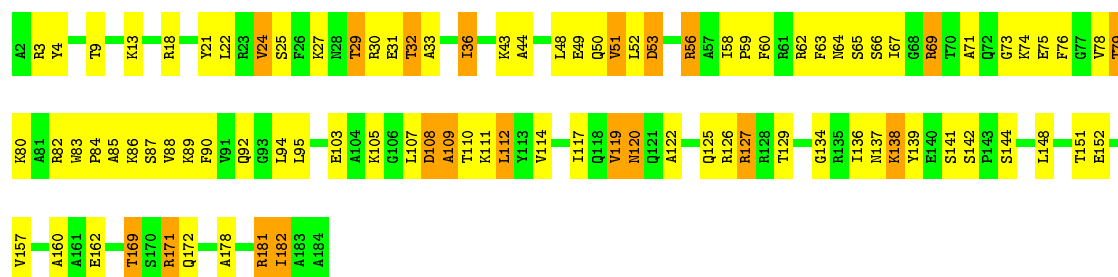 A2 R3 Y4 T9 K13 R18 Y21 L22 R23 V24 S25 F26 K27 N28 T29 R30 E31 T32 A33 I36 K43 A44 L48 E49 Q50 V51 L52 D53 R56 A57 I58 P59 F60 R61 R62 F63 N64 S65 S66 I67 G68 R69 T70 A71 Q72 G73 K74 E75 F76 G77 V78 T79
K80 A81 R82 W83 P84 A85 K86 S87 V88 K89 F90 V91 Q92 G93 L94 L95 E103 A104 K105 G106 L107 D108 A109 T110 K111 L112 Y113 V114 I117 Q118 V119 N120 Q121 A122 Q125 R126 R127 R128 T129 G134 R135 I136 N137 K138 Y139 E140 S141 S142 P143 S144 L148 T151 E152
V157 A160 A161 E162 T169 S170 R171 Q172 A178 R181 I182 A183 A184